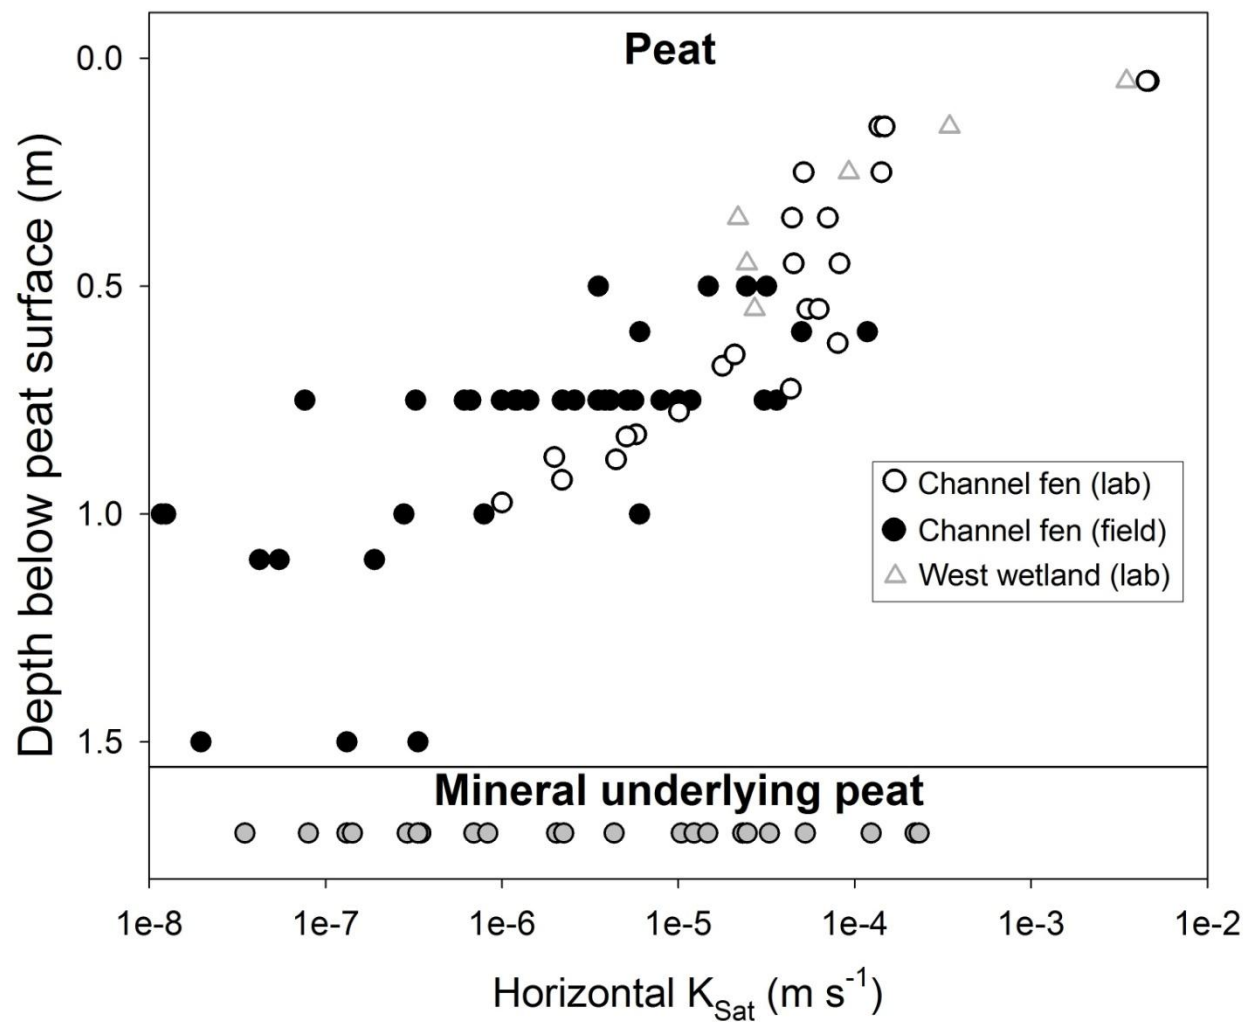 Peat
0.0
0.5
1.0
1.5
Depth below peat surface (m)
Channel fen (lab)
Channel fen (field)
West wetland (lab)
Mineral underlying peat
1e-8 1e-7 1e-6 1e-5 1e-4 1e-3 1e-2
Horizontal K_Sat (m s⁻¹)